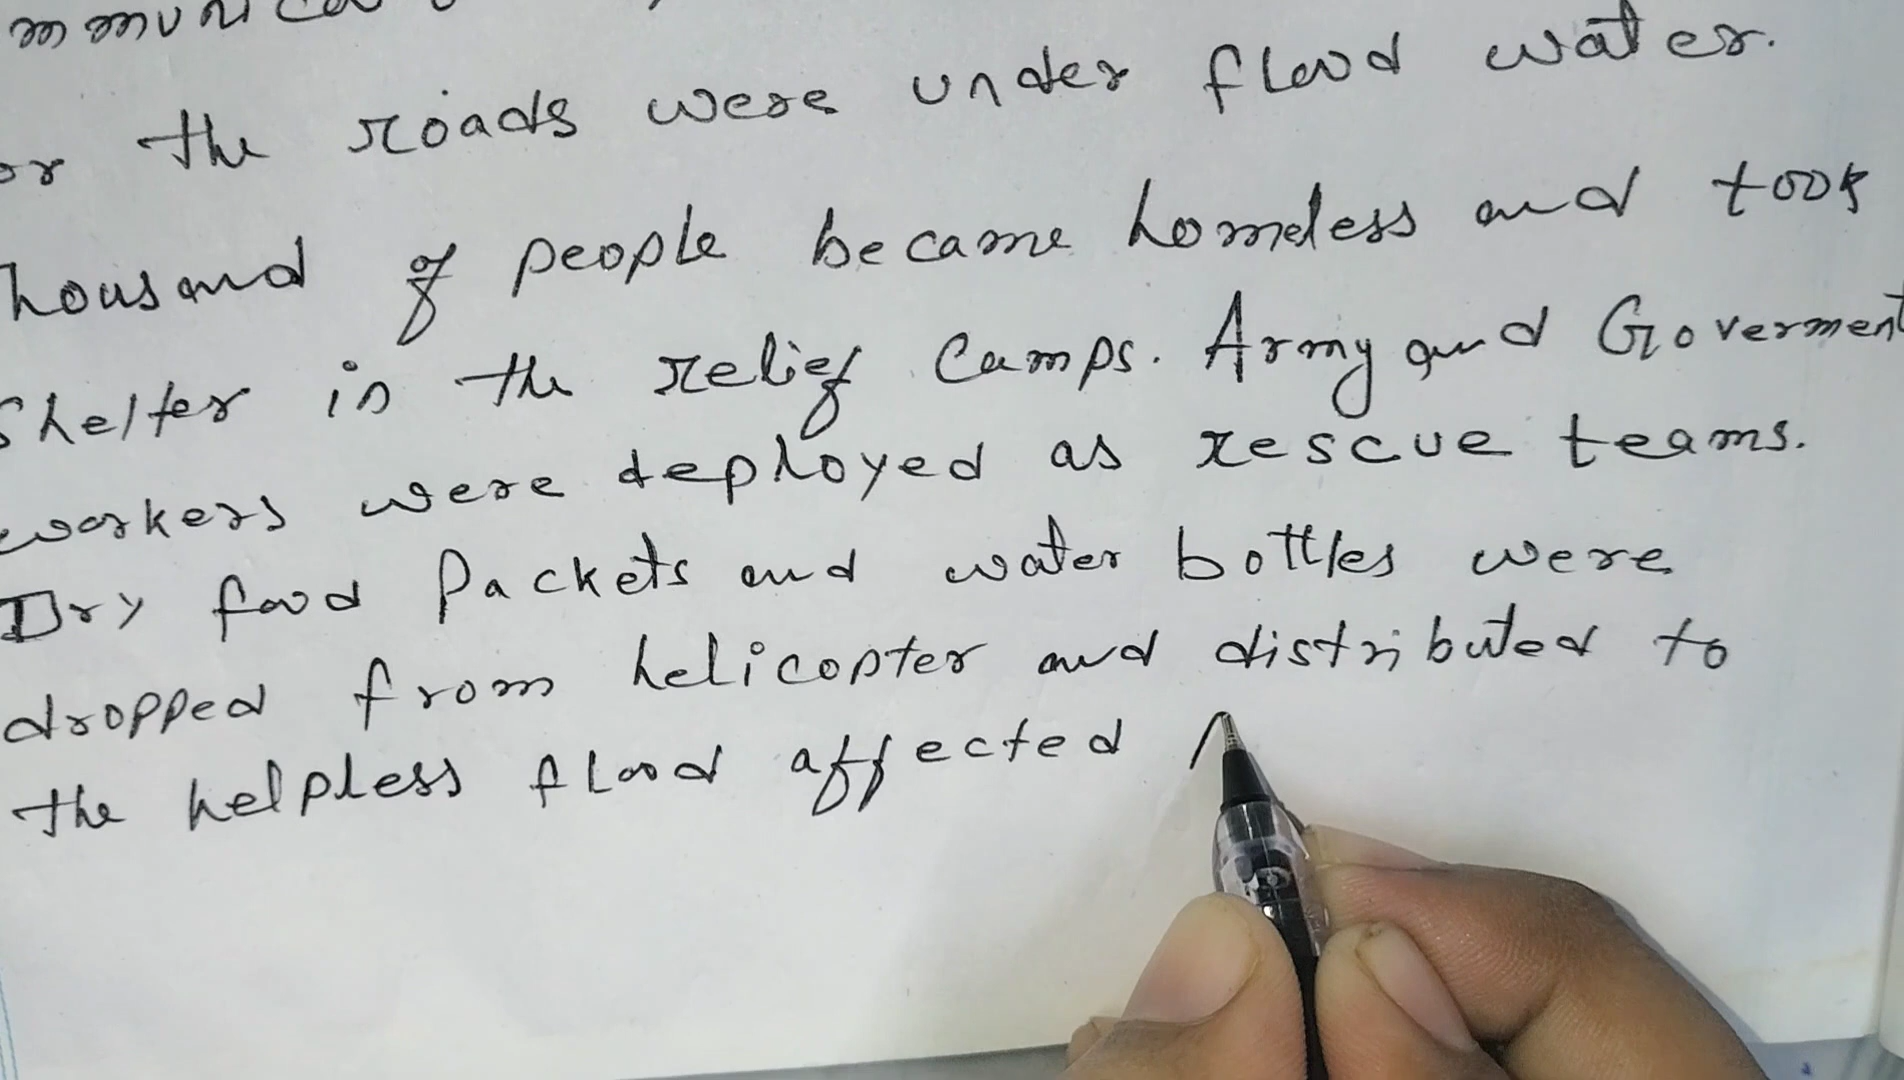 or the roads were under flood water.
housand of people became homeless and took
Shelter in the relief Camps. Army and Goverment
workers were deployed as rescue teams.
Dry food Packets and water bottles were
dropped from helicopter and distributed to
the helpless flood affected